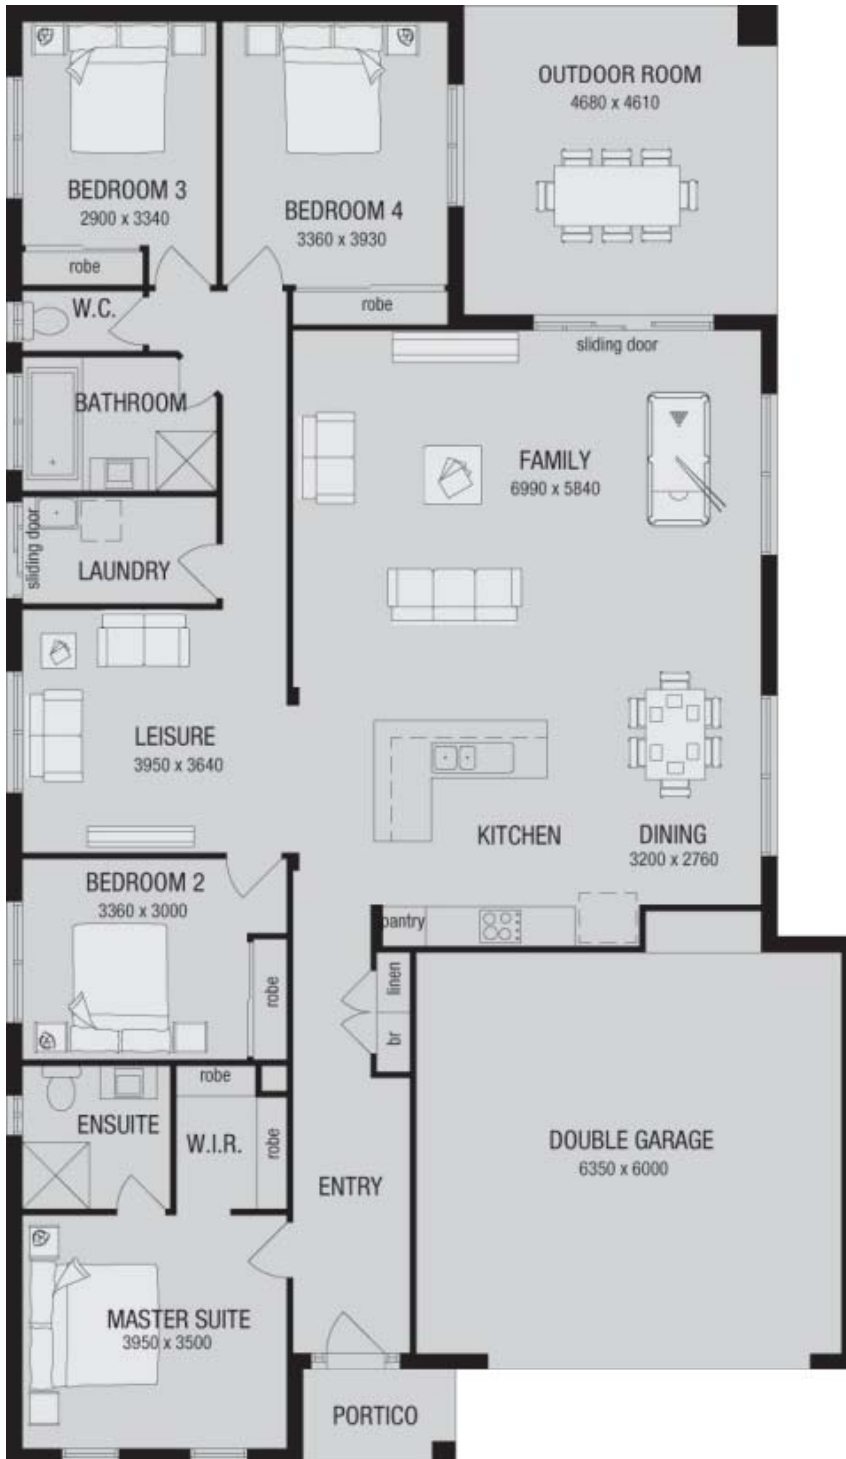 OUTDOOR ROOM
4680 x 4610
BEDROOM 3
2900 x 3340
BEDROOM 4
3360 x 3930
robe
robe
W.C.
sliding door
BATHROOM
FAMILY
6990 x 5840
sliding door
LAUNDRY
LEISURE
3950 x 3640
KITCHEN
DINING
3200 x 2760
BEDROOM 2
3360 x 3000
pantry
robe
linen
br
robe
ENSUITE
W.I.R.
robe
DOUBLE GARAGE
6350 x 6000
ENTRY
MASTER SUITE
3950 x 3500
PORTICO